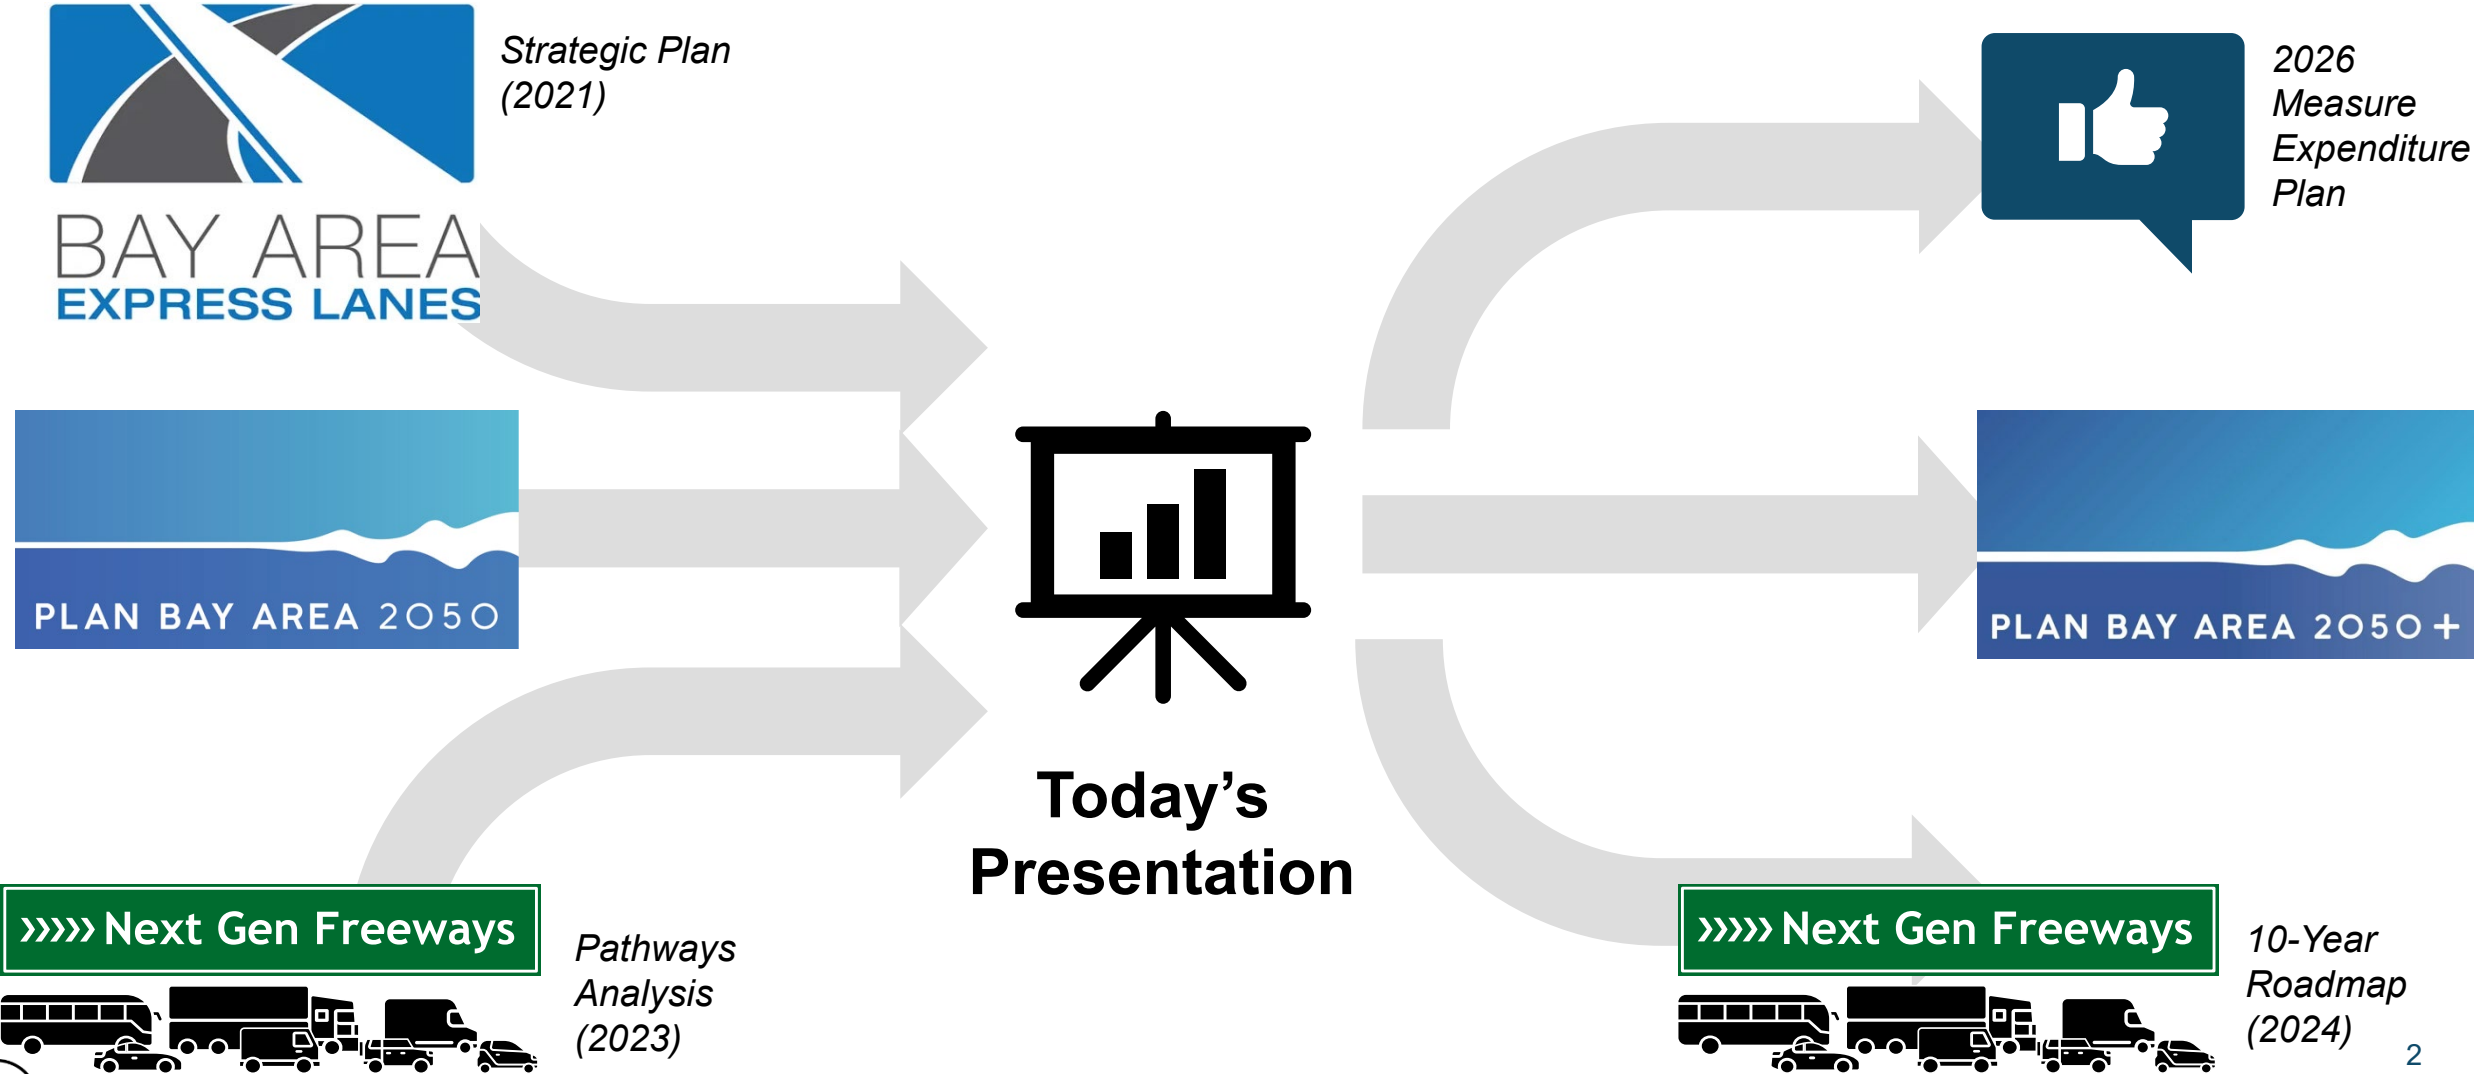 Strategic Plan
(2021)
BAY AREA
EXPRESS LANES
PLAN BAY AREA 2050
Next Gen Freeways
Pathways
Analysis
(2023)
Today’s
Presentation
2026
Measure
Expenditure
Plan
PLAN BAY AREA 2050+
Next Gen Freeways
10-Year
Roadmap
(2024)
2